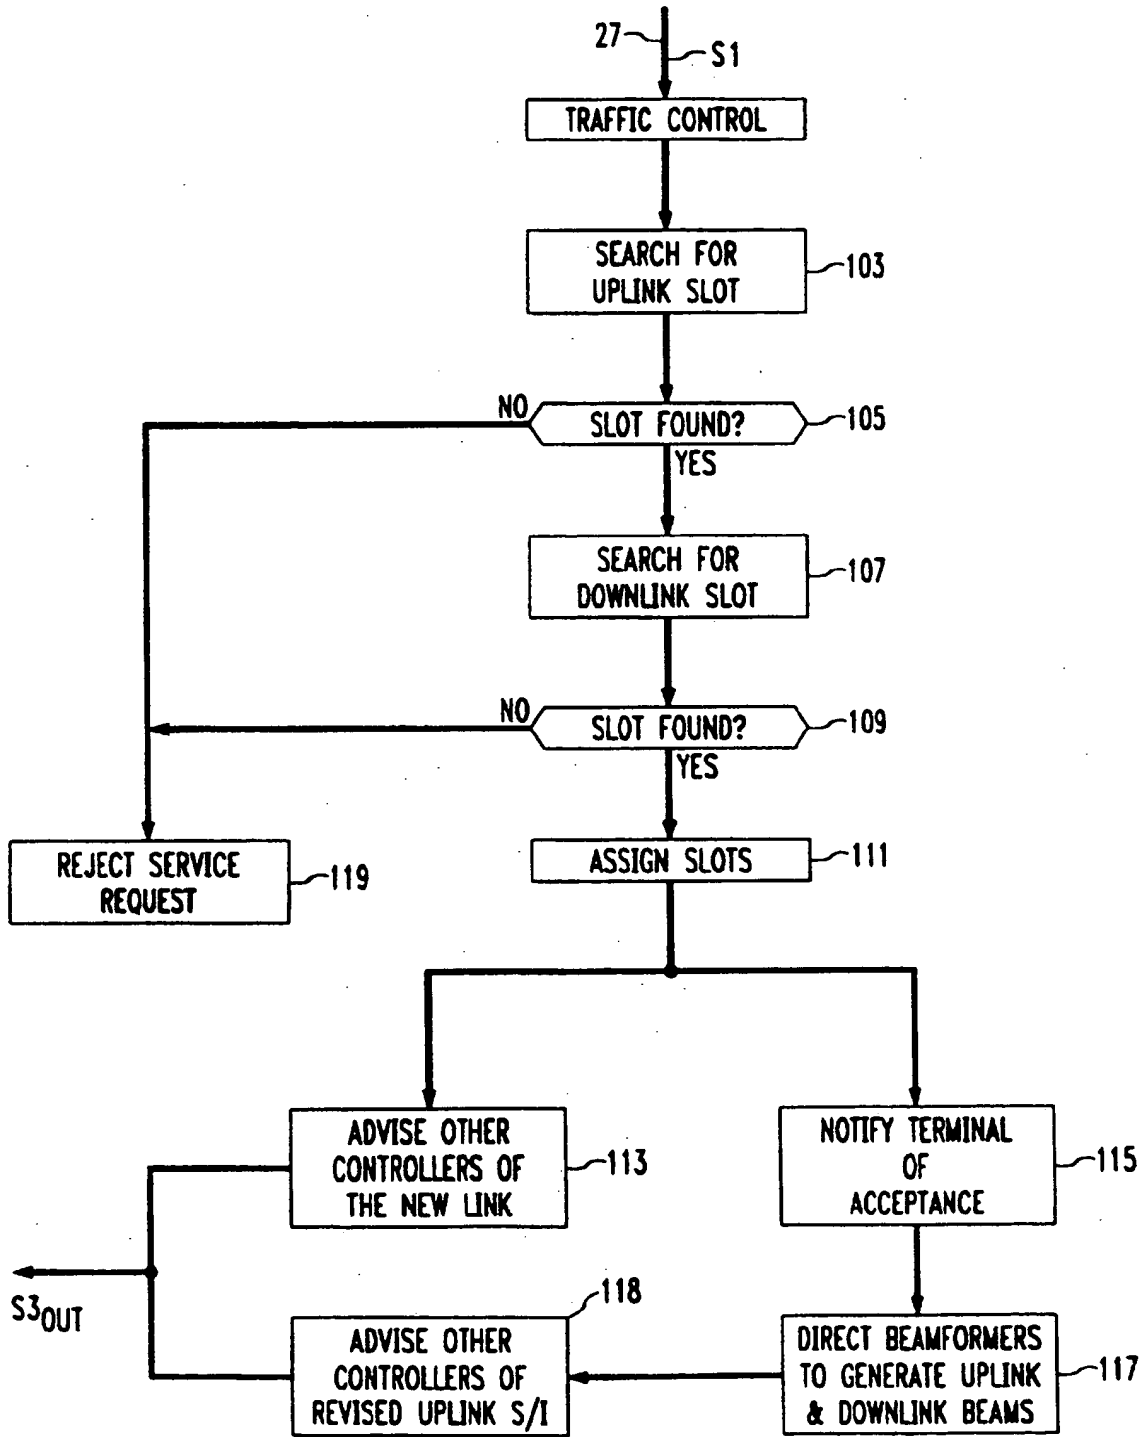 27
S1
TRAFFIC CONTROL
SEARCH FOR
UPLINK SLOT
103
NO
SLOT FOUND?
105
YES
SEARCH FOR
DOWNLINK SLOT
107
NO
SLOT FOUND?
109
YES
ASSIGN SLOTS
111
REJECT SERVICE
REQUEST
119
ADVISE OTHER
CONTROLLERS OF
THE NEW LINK
113
NOTIFY TERMINAL
OF
ACCEPTANCE
115
S3OUT
118
ADVISE OTHER
CONTROLLERS OF
REVISED UPLINK S/I
DIRECT BEAMFORMERS
TO GENERATE UPLINK
& DOWNLINK BEAMS
117